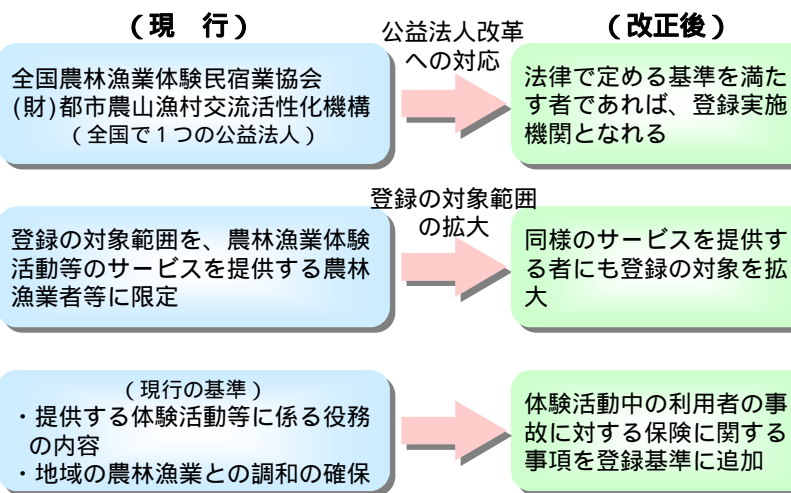 (現 行)
公益法人改革
への対応
(改正後)
全国農林漁業体験民宿業協会
(財)都市農山漁村交流活性化機構
(全国で1つの公益法人)
法律で定める基準を満た
す者であれば、登録実施
機関となれる
登録の対象範囲
の拡大
登録の対象範囲を、農林漁業体験
活動等のサービスを提供する農林
漁業者等に限定
同様のサービスを提供す
る者にも登録の対象を拡
大
(現行の基準)
・提供する体験活動等に係る役務
の内容
・地域の農林漁業との調和の確保
体験活動中の利用者の事
故に対する保険に関する
事項を登録基準に追加